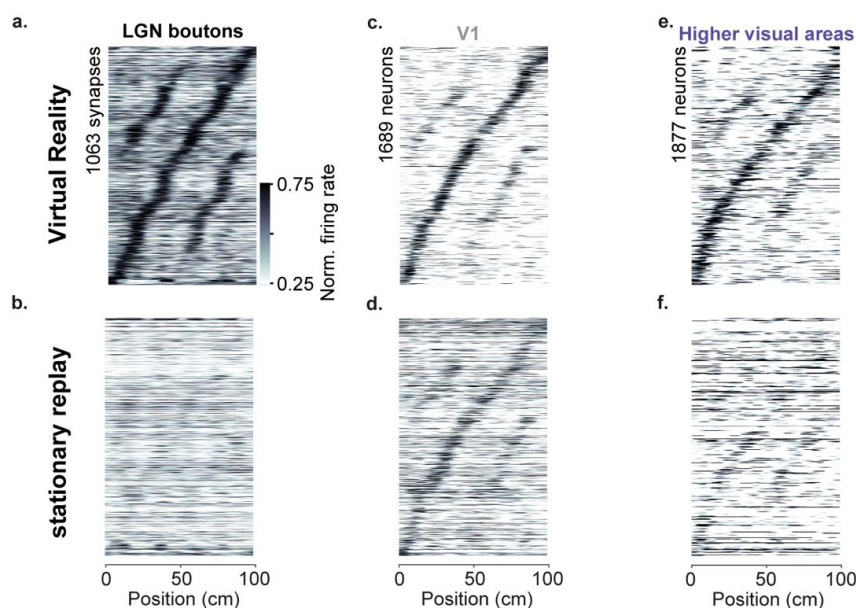 a.
LGN boutons
c.
V1
e.
Higher visual areas
Virtual Reality
1063 synapses
0.75
0.25
Norm. firing rate
1689 neurons
1877 neurons
b.
d.
f.
stationary replay
0 50 100
Position (cm)
0 50 100
Position (cm)
0 50 100
Position (cm)